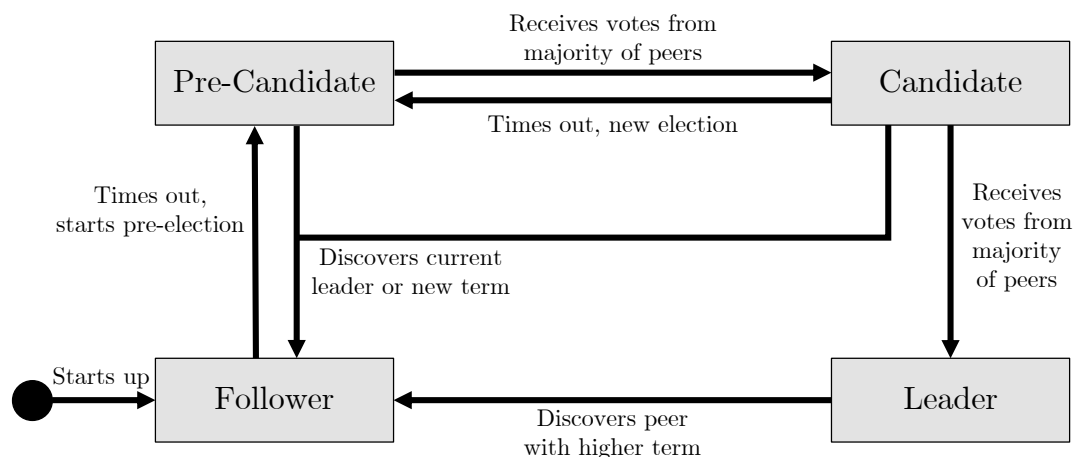 Receives votes from
majority of peers
Pre-Candidate
Candidate
Times out, new election
Times out,
starts pre-election
Receives
votes from
majority
of peers
Discovers current
leader or new term
Starts up
Follower
Leader
Discovers peer
with higher term